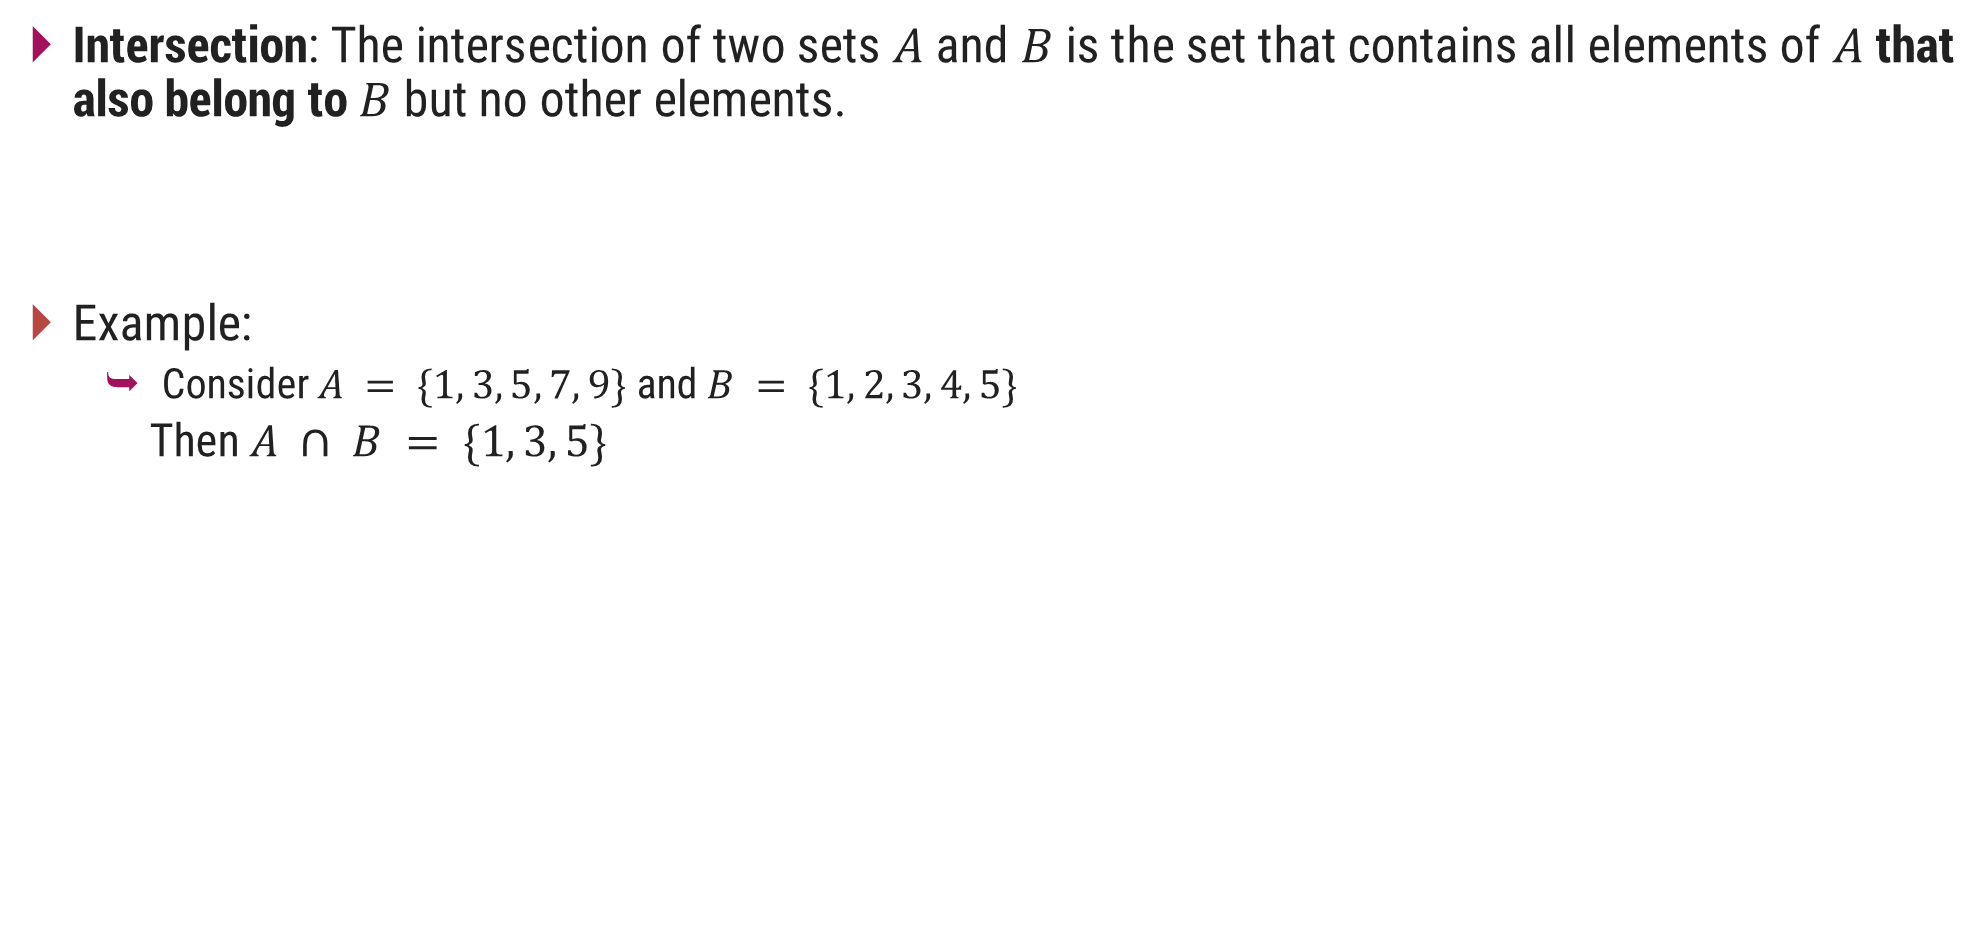 Intersection: The intersection of two sets A and B is the set that contains all elements of A that
also belong to B but no other elements.
Example:
Consider A = {1, 3, 5, 7, 9} and B = {1, 2, 3, 4, 5}
Then A ∩ B = {1, 3, 5}